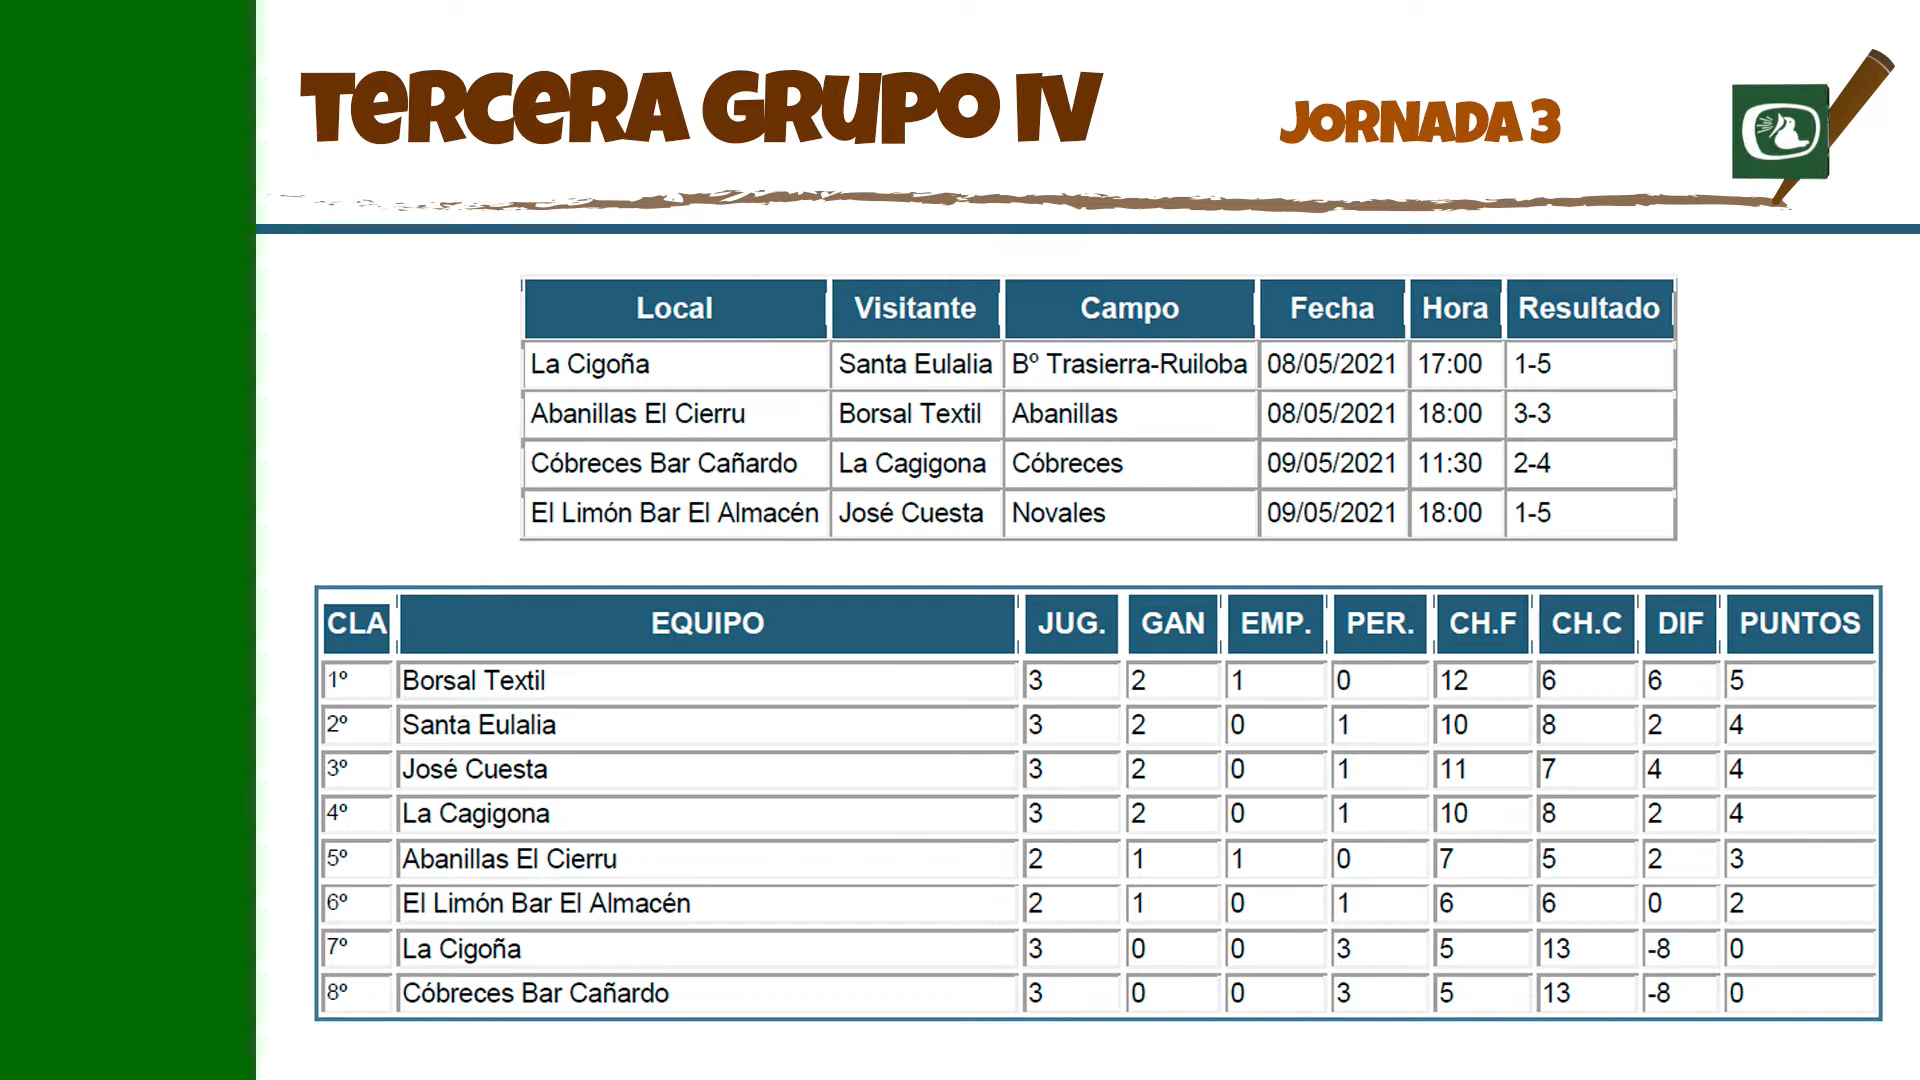 TERCERA GRUPO IV JORNADA 3
Local Visitante Campo Fecha Hora Resultado
La Cigoña Santa Eulalia Bº Trasierra-Ruiloba 08/05/2021 17:00 1-5
Abanillas El Cierru Borsal Textil Abanillas 08/05/2021 18:00 3-3
Cóbreces Bar Cañardo La Cagigona Cóbreces 09/05/2021 11:30 2-4
El Limón Bar El Almacén José Cuesta Novales 09/05/2021 18:00 1-5
CLA EQUIPO JUG. GAN EMP. PER. CH.F CH.C DIF PUNTOS
1º Borsal Textil 3 2 1 0 12 6 6 5
2º Santa Eulalia 3 2 0 1 10 8 2 4
3º José Cuesta 3 2 0 1 11 7 4 4
4º La Cagigona 3 2 0 1 10 8 2 4
5º Abanillas El Cierru 2 1 1 0 7 5 2 3
6º El Limón Bar El Almacén 2 1 0 1 6 6 0 2
7º La Cigoña 3 0 0 3 5 13 -8 0
8º Cóbreces Bar Cañardo 3 0 0 3 5 13 -8 0